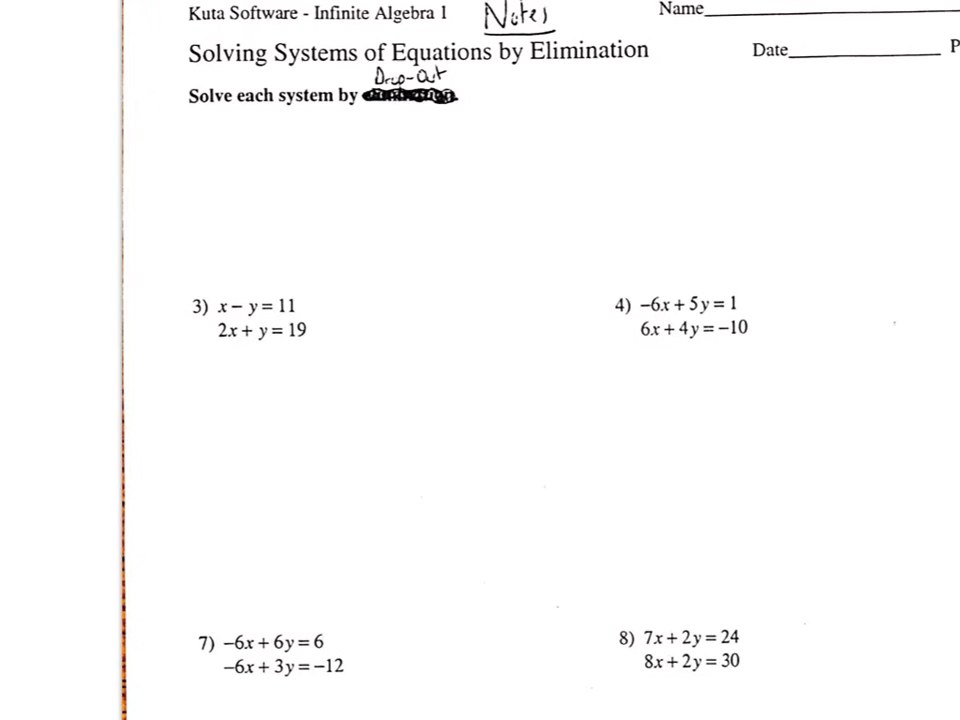 Kuta Software - Infinite Algebra 1
Notes
Name
Solving Systems of Equations by Elimination
Date
P
Drop-Out
Solve each system by
3) x − y = 11
2x + y = 19
4) −6x + 5y = 1
6x + 4y = −10
7) −6x + 6y = 6
−6x + 3y = −12
8) 7x + 2y = 24
8x + 2y = 30